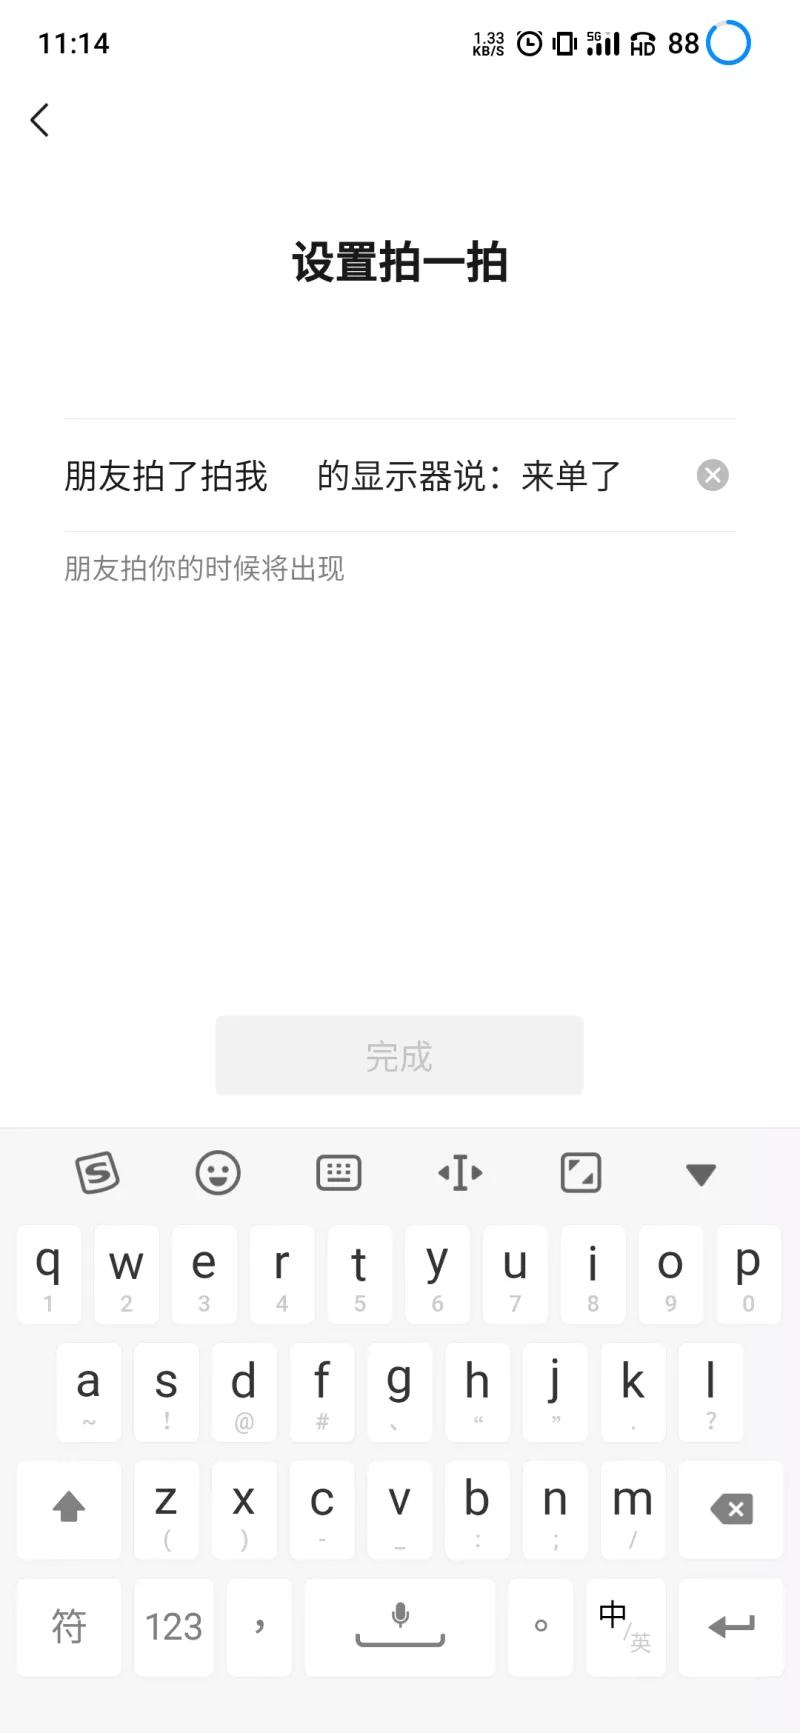 11:14 1.33 KB/S 5G HD 88
设置拍一拍
朋友拍了拍我 的显示器说：来单了
朋友拍你的时候将出现
完成
q w e r t y u i o p
1 2 3 4 5 6 7 8 9 0
a s d f g h j k l
~ ! @ # 、 “ ” . ?
z x c v b n m
( ) - _ : ; /
符 123 ， 。 中/英